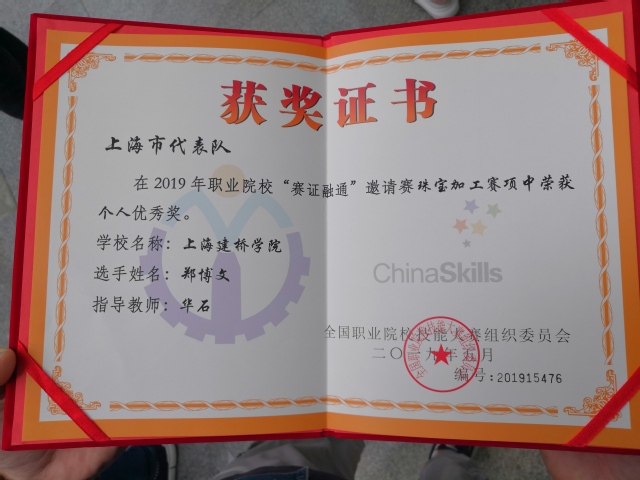 获奖证书
上海市代表队
在2019年职业院校“赛证融通”邀请赛珠宝加工赛项中荣获
个人优秀奖。
学校名称：上海建桥学院
选手姓名：郑博文
指导教师：华石
ChinaSkills
全国职业院校技能大赛组织委员会
二〇一九年五月
编号：201915476